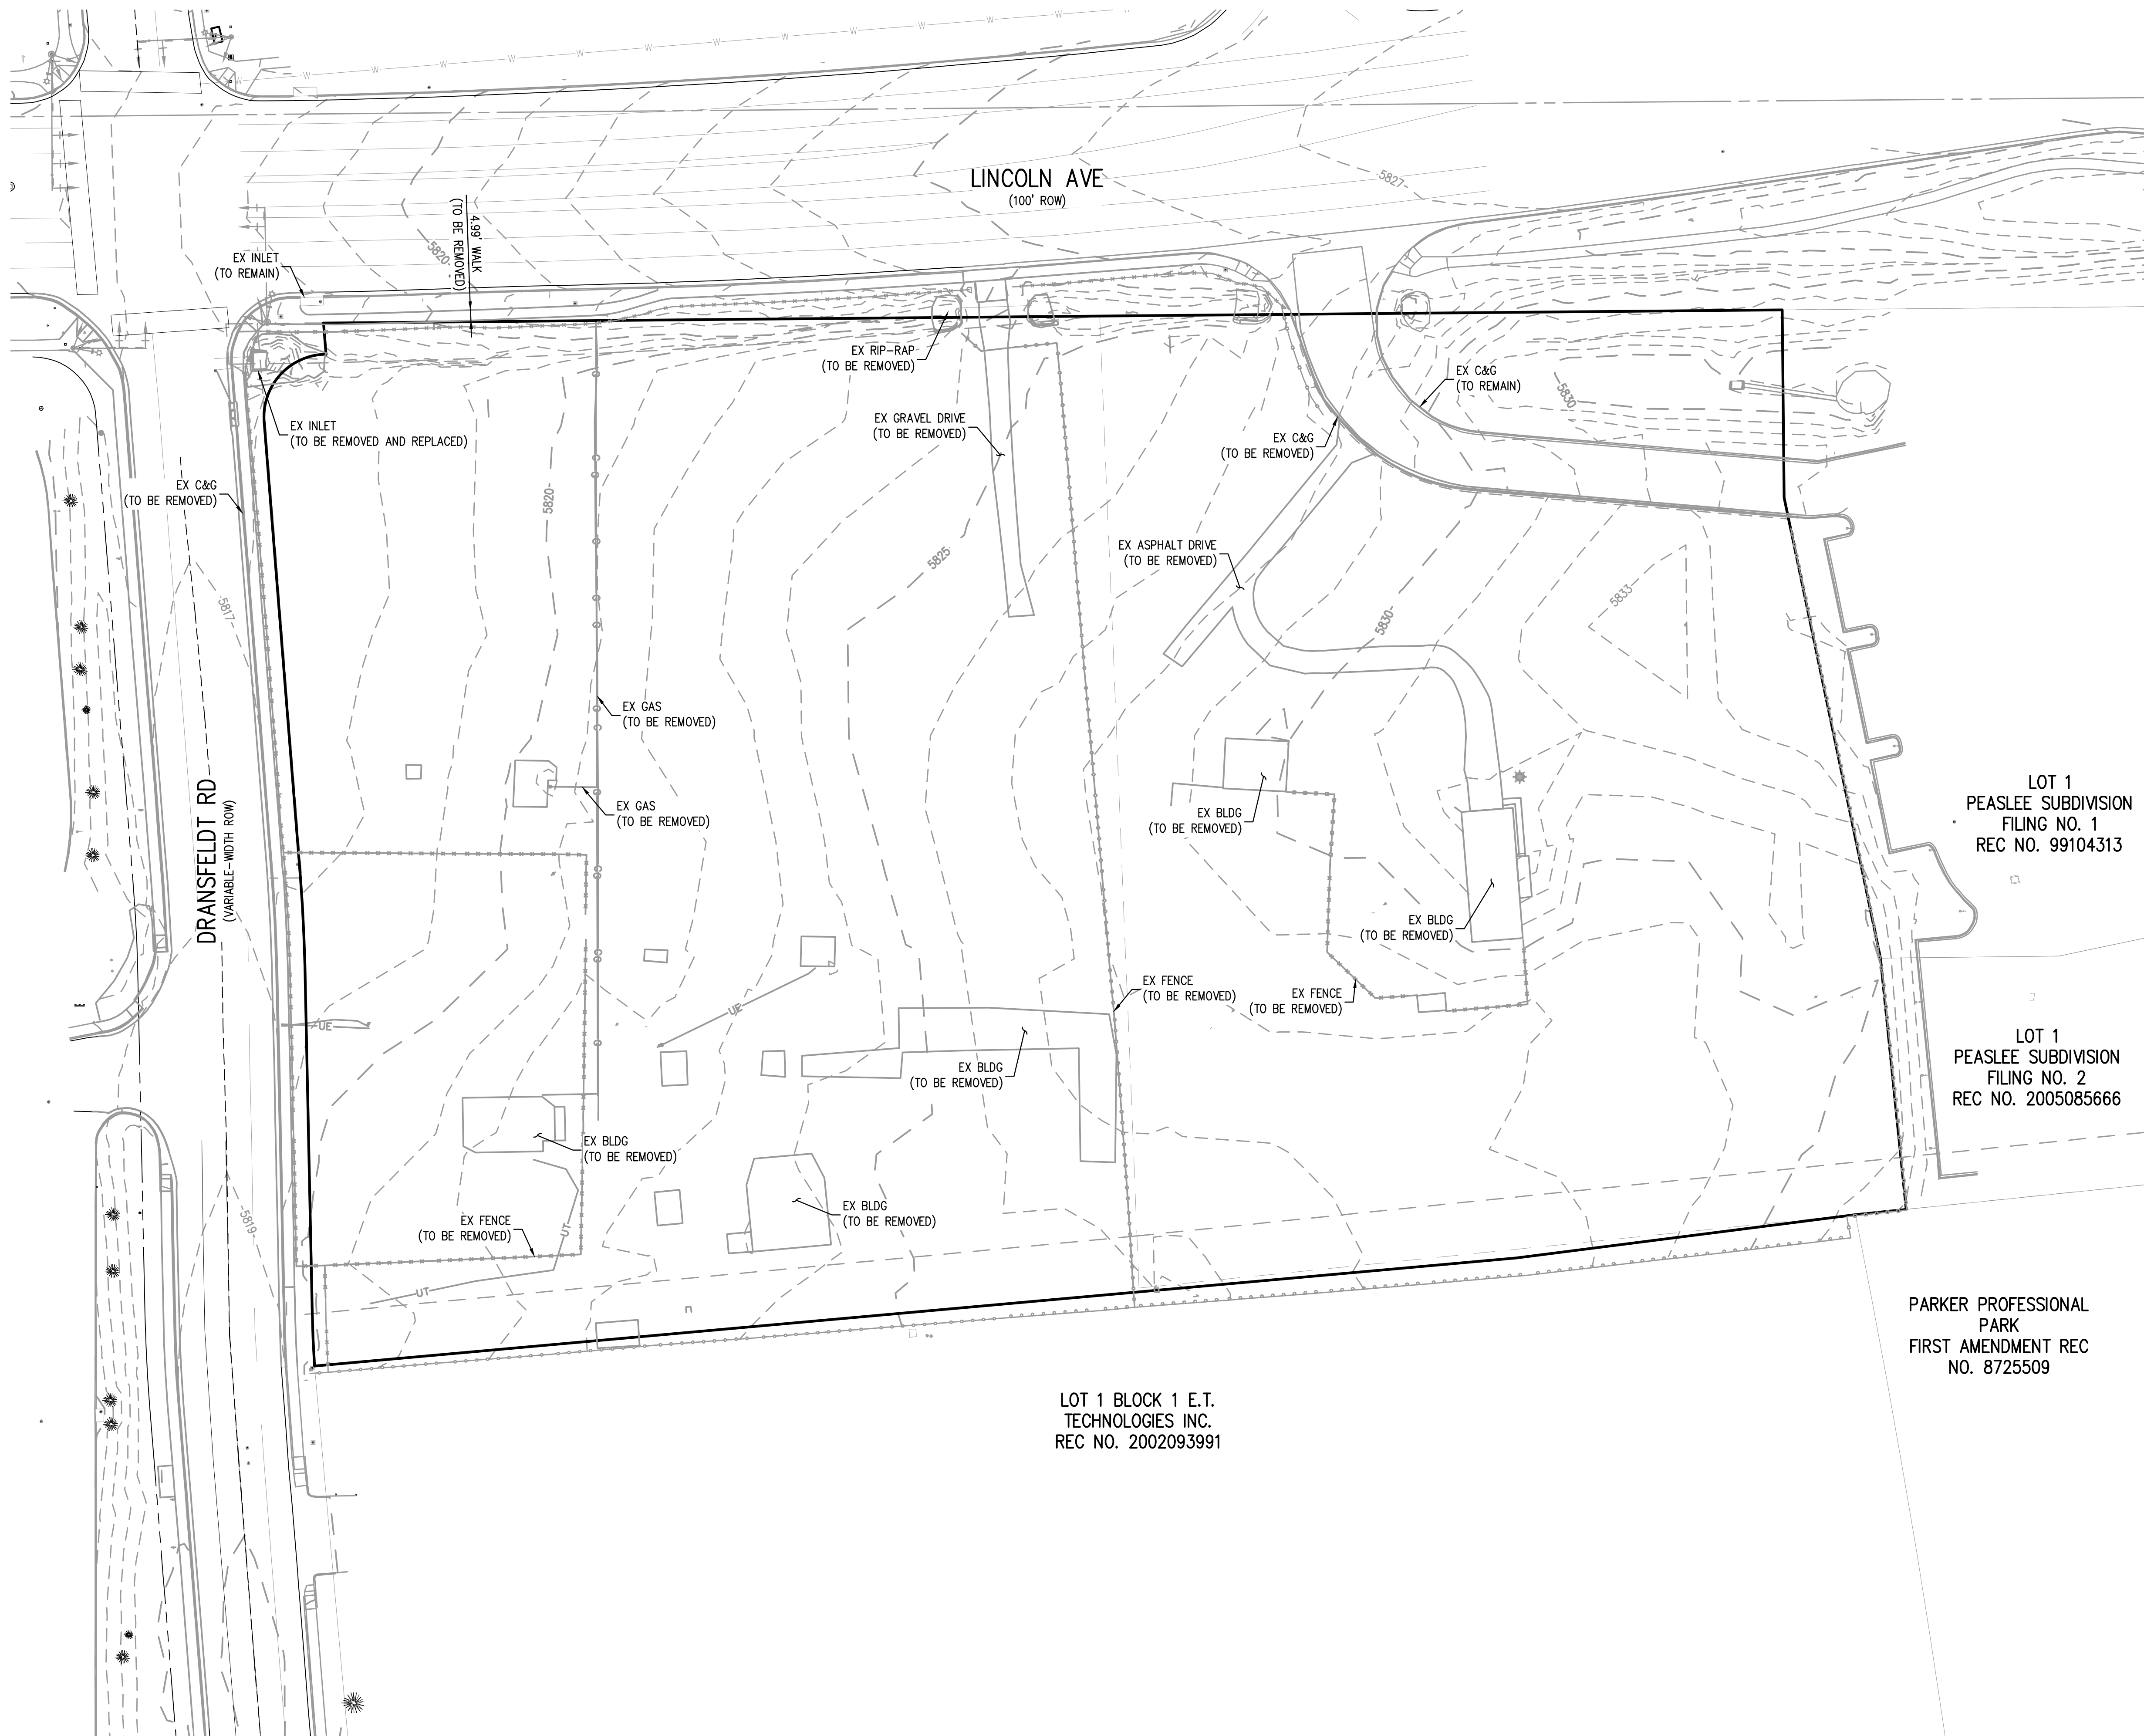 LINCOLN AVE
(100' ROW)
5827
4.99' WALK
(TO BE REMOVED)
5820
EX INLET
(TO REMAIN)
EX RIP-RAP
(TO BE REMOVED)
EX C&G
(TO REMAIN)
5830
EX INLET
(TO BE REMOVED AND REPLACED)
EX GRAVEL DRIVE
(TO BE REMOVED)
EX C&G
(TO BE REMOVED)
EX C&G
(TO BE REMOVED)
5820
5825
EX ASPHALT DRIVE
(TO BE REMOVED)
5817
5833
5830
EX GAS
(TO BE REMOVED)
EX GAS
(TO BE REMOVED)
EX BLDG
(TO BE REMOVED)
DRANSFELDT RD
(VARIABLE-WIDTH ROW)
LOT 1
PEASLEE SUBDIVISION
FILING NO. 1
REC NO. 99104313
EX BLDG
(TO BE REMOVED)
EX FENCE
(TO BE REMOVED)
EX FENCE
(TO BE REMOVED)
UE
UE
EX BLDG
(TO BE REMOVED)
LOT 1
PEASLEE SUBDIVISION
FILING NO. 2
REC NO. 2005085666
EX BLDG
(TO BE REMOVED)
EX BLDG
(TO BE REMOVED)
5819
EX FENCE
(TO BE REMOVED)
UT
UT
PARKER PROFESSIONAL
PARK
FIRST AMENDMENT REC
NO. 8725509
LOT 1 BLOCK 1 E.T.
TECHNOLOGIES INC.
REC NO. 2002093991